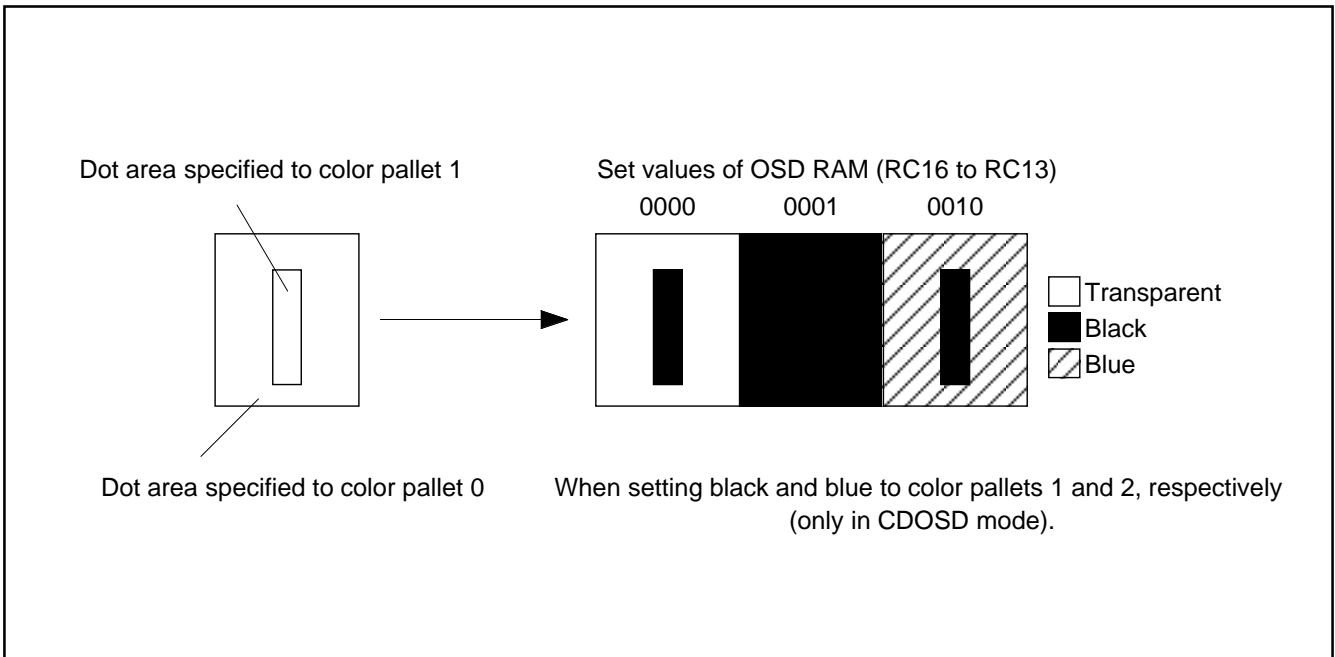 Dot area specified to color pallet 1
Set values of OSD RAM (RC16 to RC13)
0000 0001 0010
Transparent
Black
Blue
Dot area specified to color pallet 0
When setting black and blue to color pallets 1 and 2, respectively
(only in CDOSD mode).